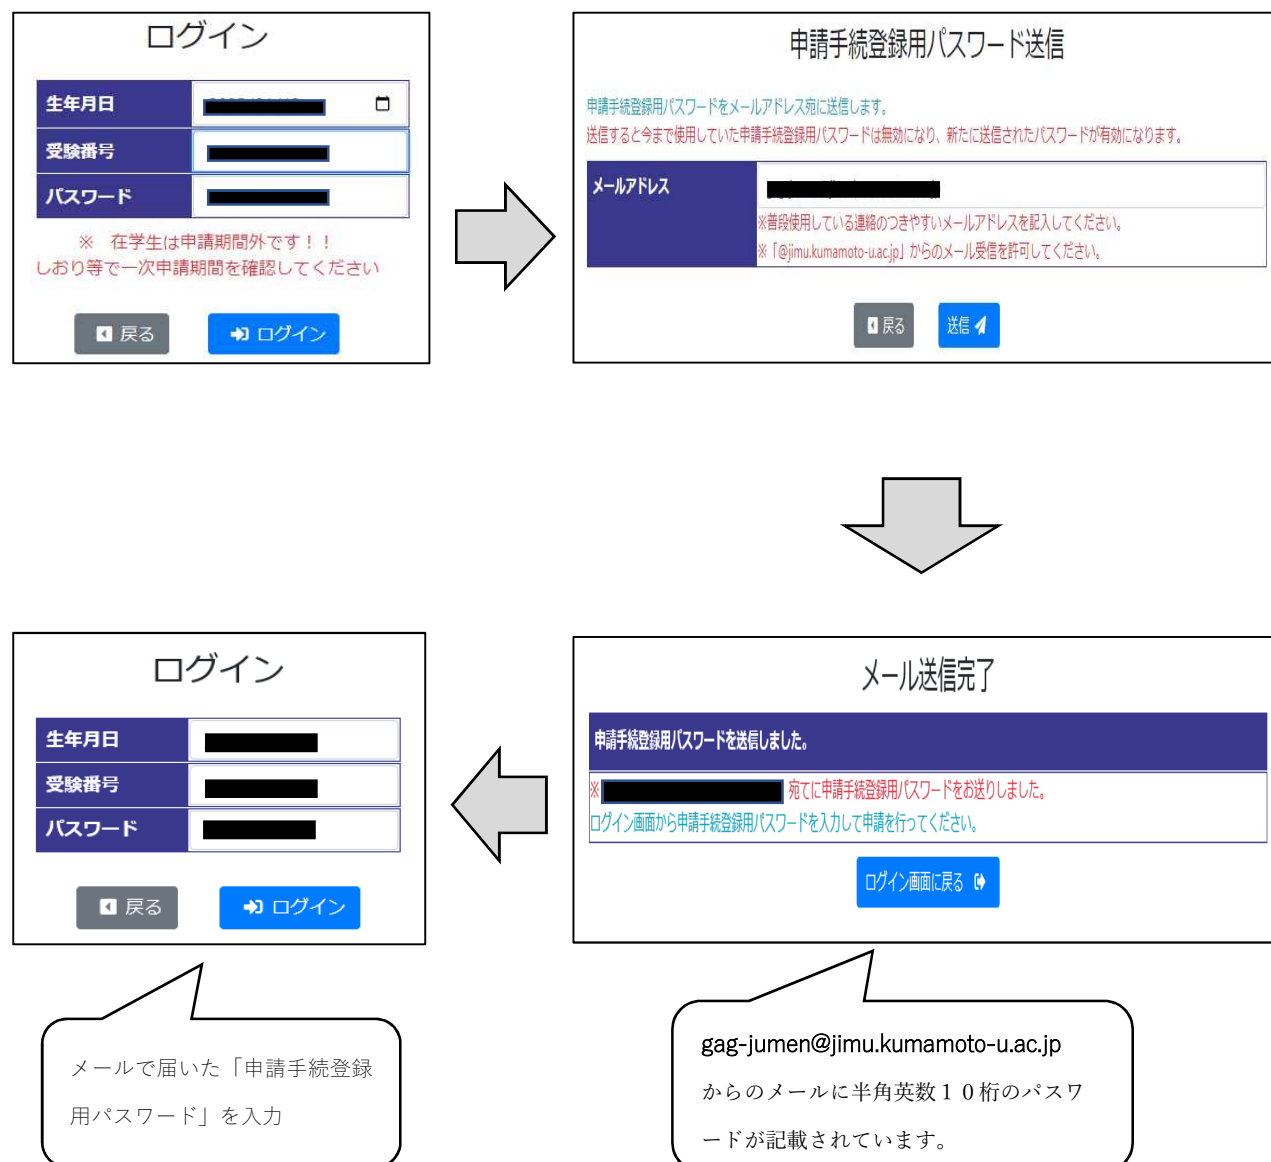 ログイン
生年月日
受験番号
パスワード
※　在学生は申請期間外です！！
しおり等で一次申請期間を確認してください
戻る
ログイン
申請手続登録用パスワード送信
申請手続登録用パスワードをメールアドレス宛に送信します。
送信すると今まで使用していた申請手続登録用パスワードは無効になり、新たに送信されたパスワードが有効になります。
メールアドレス
※普段使用している連絡のつきやすいメールアドレスを記入してください。
※「@jimu.kumamoto-u.ac.jp」からのメール受信を許可してください。
戻る
送信
メール送信完了
申請手続登録用パスワードを送信しました。
※ 宛てに申請手続登録用パスワードをお送りしました。
ログイン画面から申請手続登録用パスワードを入力して申請を行ってください。
ログイン画面に戻る
gag-jumen@jimu.kumamoto-u.ac.jp
からのメールに半角英数１０桁のパスワ
ードが記載されています。
ログイン
生年月日
受験番号
パスワード
戻る
ログイン
メールで届いた「申請手続登録
用パスワード」を入力